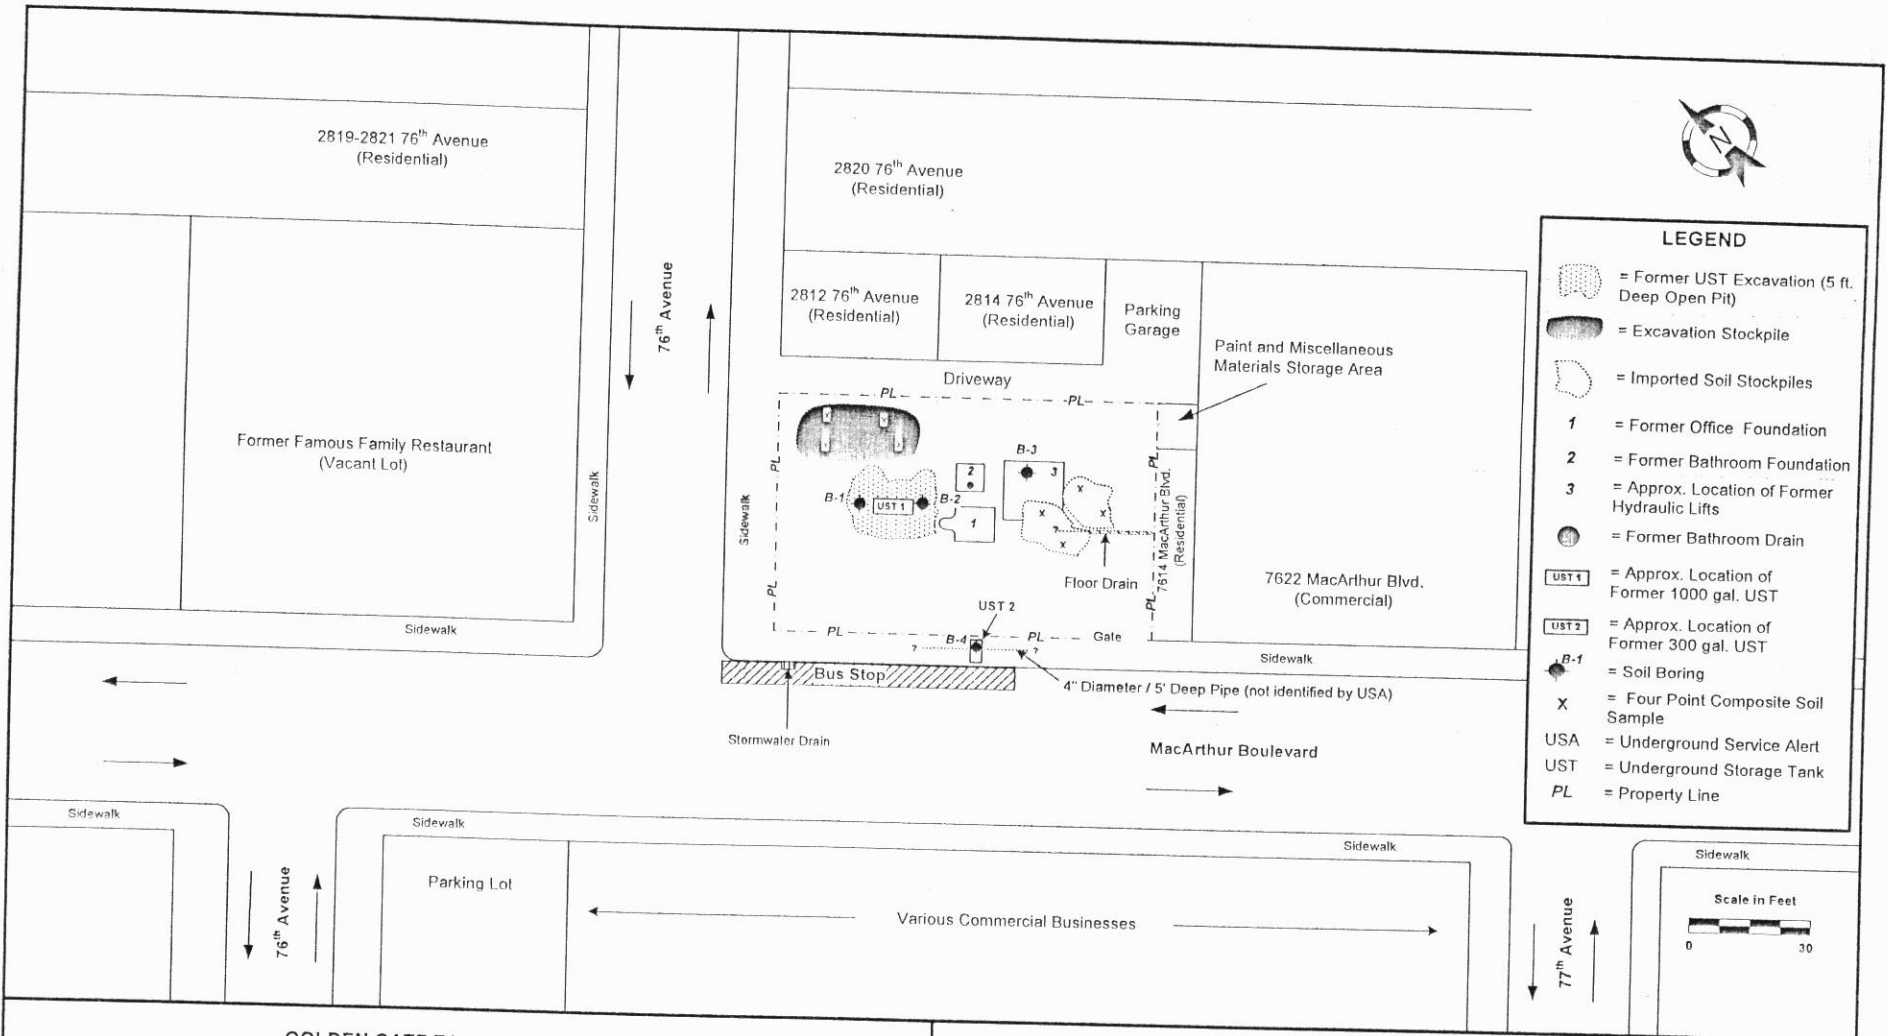 2819-2821 76th Avenue
(Residential)
2820 76th Avenue
(Residential)
N
76th Avenue
2812 76th Avenue
(Residential)
2814 76th Avenue
(Residential)
Parking
Garage
Paint and Miscellaneous
Materials Storage Area
Driveway
PL
PL
Former Famous Family Restaurant
(Vacant Lot)
Sidewalk
Sidewalk
PL
PL
PL
PL
B-3
2
3
X
X
X
X
B-1
UST 1
B-2
1
?
Floor Drain
7614 MacArthur Blvd.
(Residential)
7622 MacArthur Blvd.
(Commercial)
UST 2
Sidewalk
PL
B-4
PL
Gate
?
?
Sidewalk
Bus Stop
4" Diameter / 5' Deep Pipe (not identified by USA)
Stormwater Drain
MacArthur Boulevard
Sidewalk
Sidewalk
Sidewalk
Sidewalk
76th Avenue
Parking Lot
Various Commercial Businesses
77th Avenue
LEGEND
= Former UST Excavation (5 ft.
Deep Open Pit)
= Excavation Stockpile
= Imported Soil Stockpiles
1 = Former Office Foundation
2 = Former Bathroom Foundation
3 = Approx. Location of Former
Hydraulic Lifts
= Former Bathroom Drain
UST 1 = Approx. Location of
Former 1000 gal. UST
UST 2 = Approx. Location of
Former 300 gal. UST
B-1 = Soil Boring
X = Four Point Composite Soil
Sample
USA = Underground Service Alert
UST = Underground Storage Tank
PL = Property Line
Scale in Feet
0 30